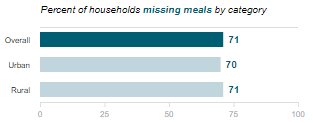 Percent of households missing meals by category
Overall 71
Urban 70
Rural 71
0 25 50 75 100